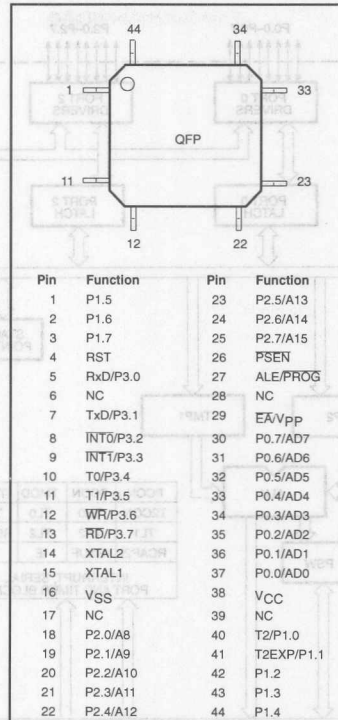 44 34
1 33
QFP
11 23
12 22
Pin Function Pin Function
1 P1.5 23 P2.5/A13
2 P1.6 24 P2.6/A14
3 P1.7 25 P2.7/A15
4 RST 26 PSEN
5 RxD/P3.0 27 ALE/PROG
6 NC 28 NC
7 TxD/P3.1 29 EA/VPP
8 INT0/P3.2 30 P0.7/AD7
9 INT1/P3.3 31 P0.6/AD6
10 T0/P3.4 32 P0.5/AD5
11 T1/P3.5 33 P0.4/AD4
12 WR/P3.6 34 P0.3/AD3
13 RD/P3.7 35 P0.2/AD2
14 XTAL2 36 P0.1/AD1
15 XTAL1 37 P0.0/AD0
16 VSS 38 VCC
17 NC 39 NC
18 P2.0/A8 40 T2/P1.0
19 P2.1/A9 41 T2EXP/P1.1
20 P2.2/A10 42 P1.2
21 P2.3/A11 43 P1.3
22 P2.4/A12 44 P1.4